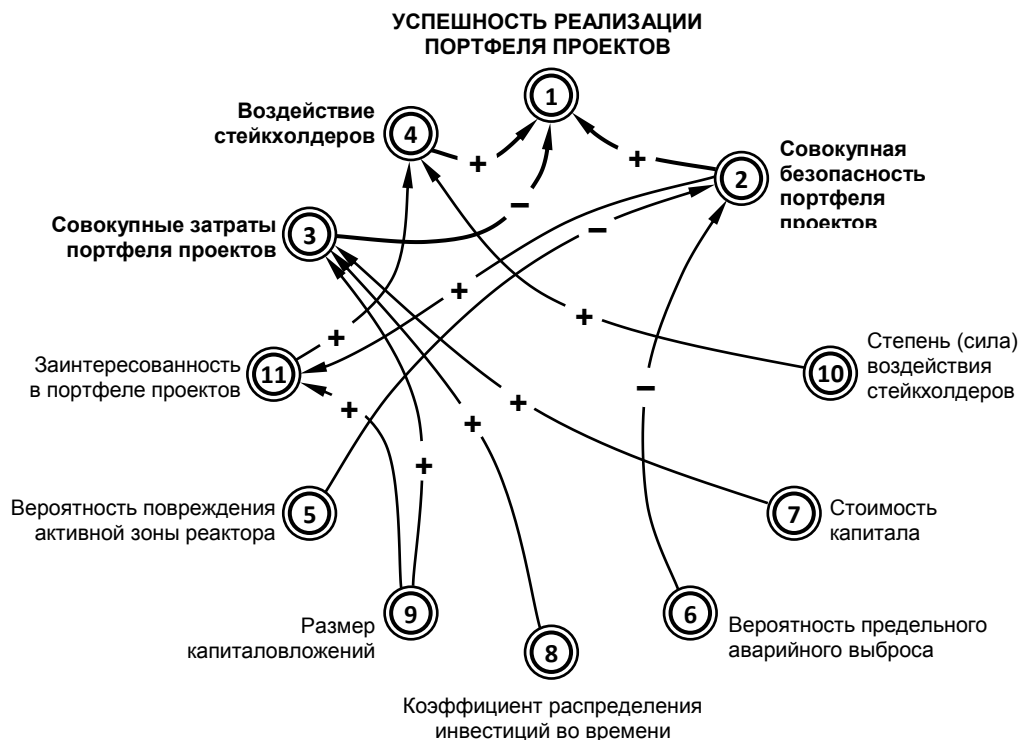 УСПЕШНОСТЬ РЕАЛИЗАЦИИ
ПОРТФЕЛЯ ПРОЕКТОВ
1
Воздействие
стейкхолдеров
4
+
+
2
Совокупная
безопасность
портфеля
проектов
Совокупные затраты
портфеля проектов
3
−
−
+
+
+
Заинтересованность
в портфеле проектов
11
10
Степень (сила)
воздействия
стейкхолдеров
−
+
+
+
+
Вероятность повреждения
активной зоны реактора
5
7
Стоимость
капитала
Размер
капиталовложений
9
8
6
Вероятность предельного
аварийного выброса
Коэффициент распределения
инвестиций во времени